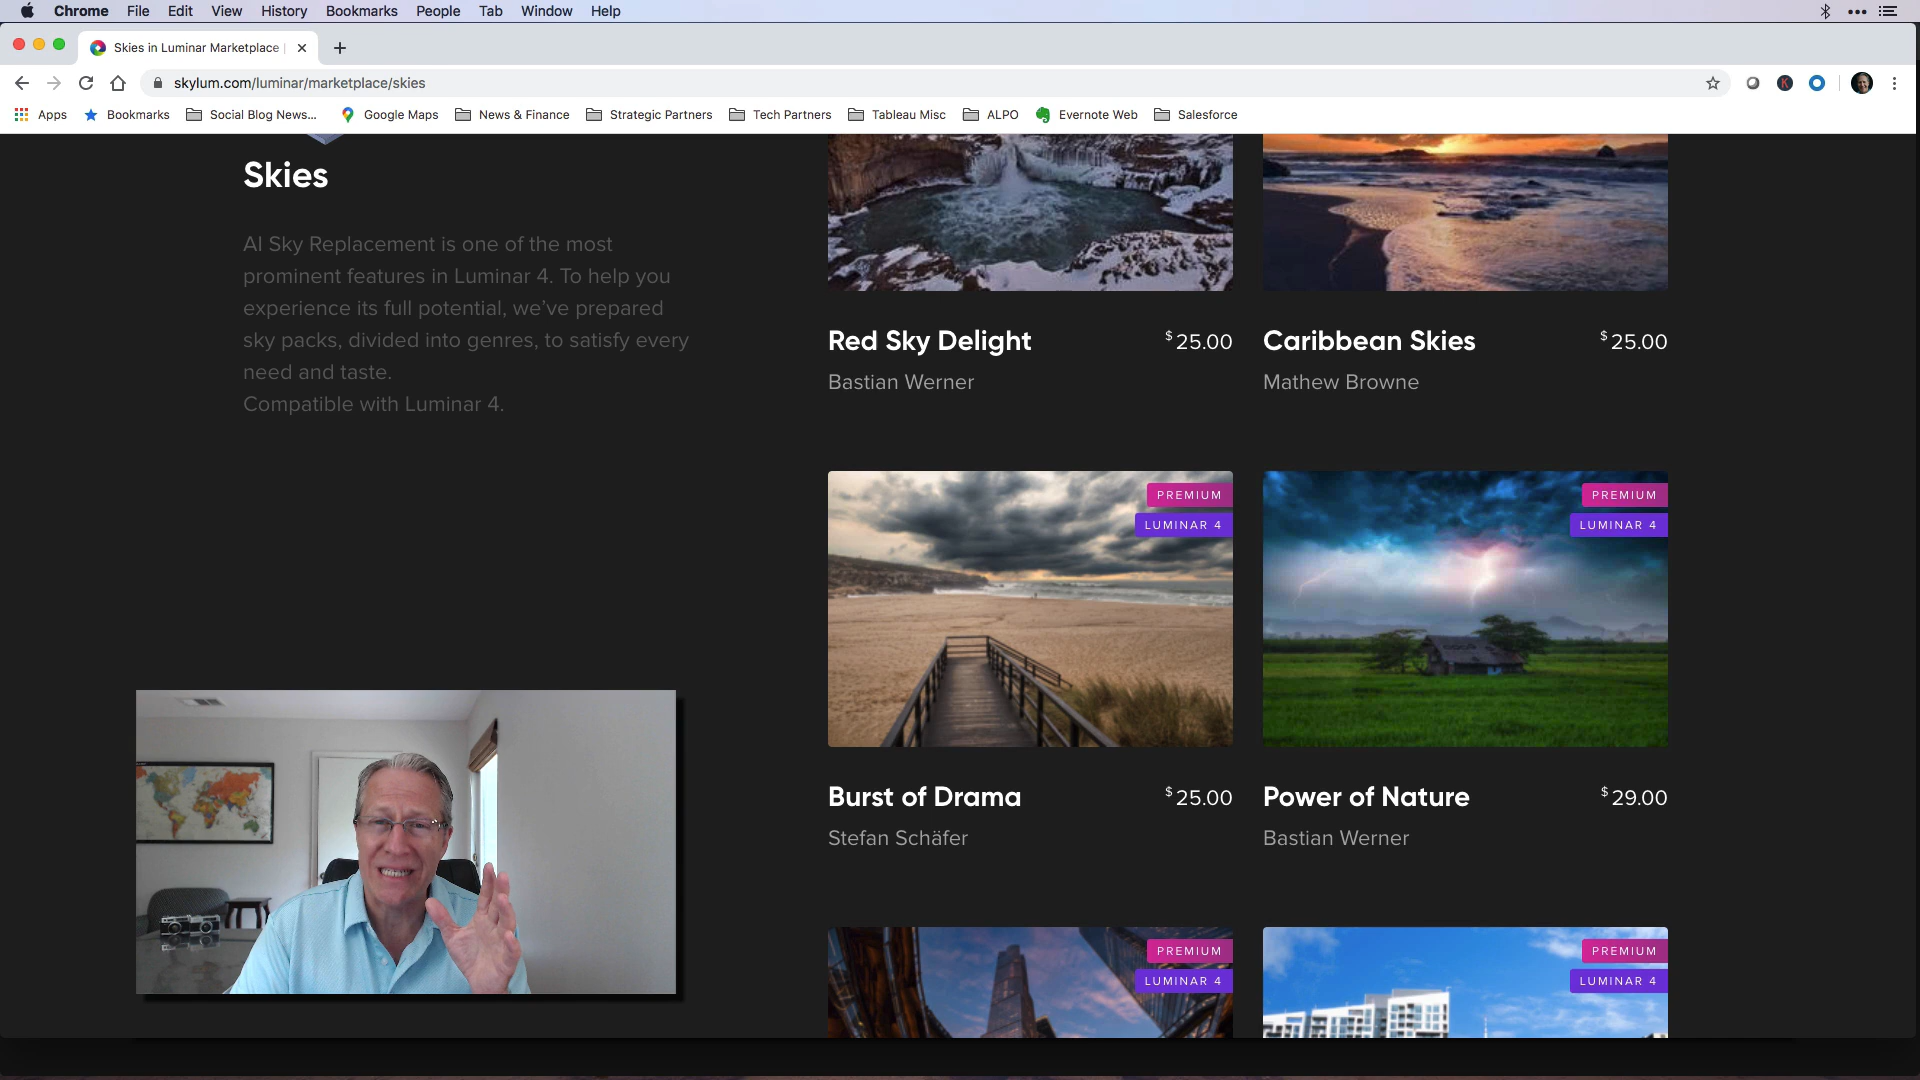 Chrome File Edit View History Bookmarks People Tab Window Help
Skies in Luminar Marketplace |
skylum.com/luminar/marketplace/skies
K
Apps Bookmarks Social Blog News... Google Maps News & Finance Strategic Partners Tech Partners Tableau Misc ALPO Evernote Web Salesforce
Skies
AI Sky Replacement is one of the most
prominent features in Luminar 4. To help you
experience its full potential, we've prepared
sky packs, divided into genres, to satisfy every
need and taste.
Compatible with Luminar 4.
Red Sky Delight $25.00
Bastian Werner
Caribbean Skies $25.00
Mathew Browne
PREMIUM
LUMINAR 4
Burst of Drama $25.00
Stefan Schäfer
PREMIUM
LUMINAR 4
Power of Nature $29.00
Bastian Werner
PREMIUM
LUMINAR 4
PREMIUM
LUMINAR 4